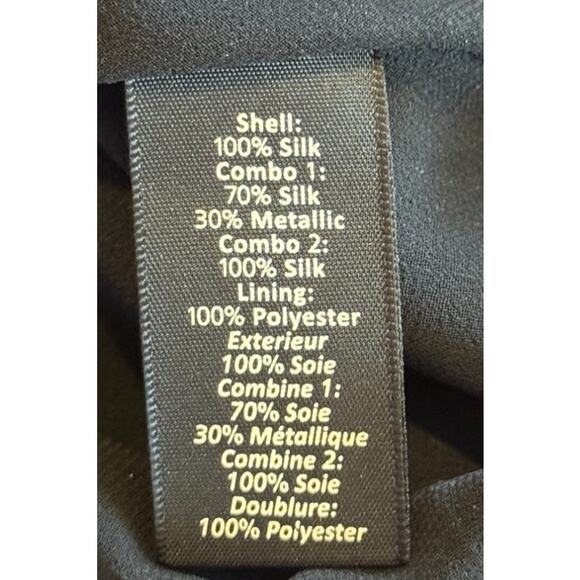 Shell:
100% Silk
Combo 1:
70% Silk
30% Metallic
Combo 2:
100% Silk
Lining:
100% Polyester
Exterieur
100% Soie
Combine 1:
70% Soie
30% Métallique
Combine 2:
100% Soie
Doublure:
100% Polyester